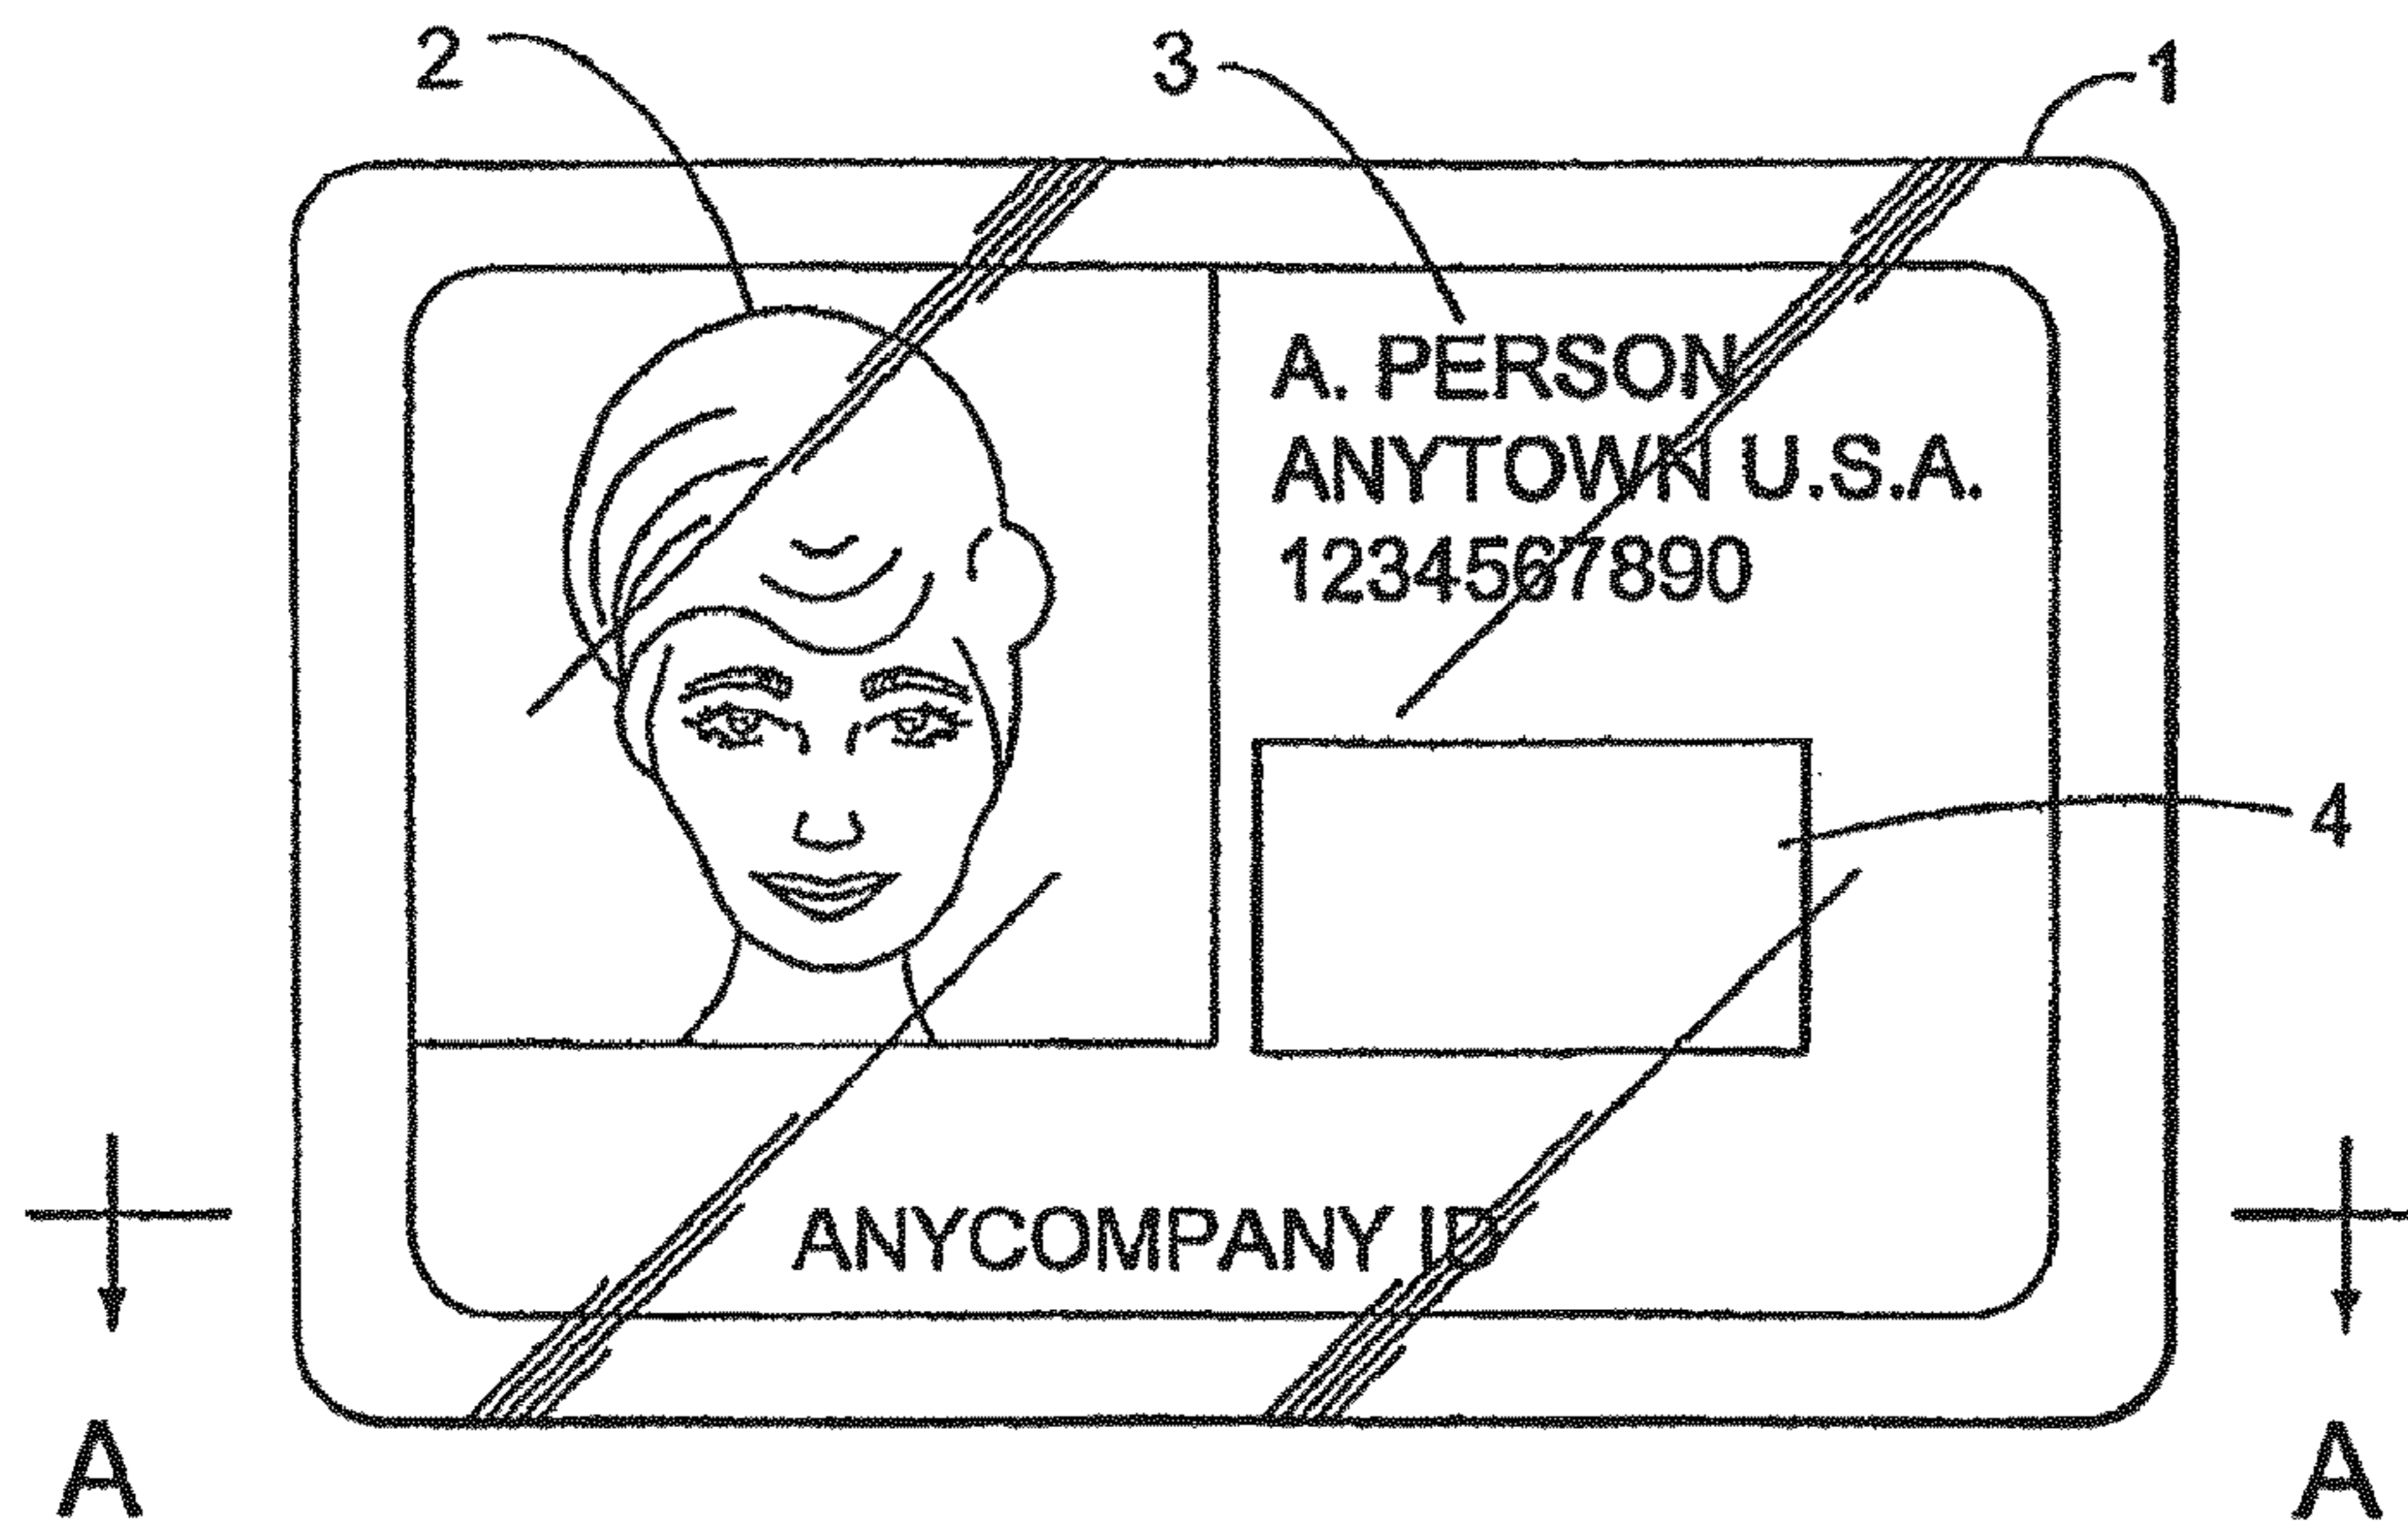 2 3 1
A. PERSON
ANYTOWN U.S.A.
1234567890
4
ANYCOMPANY ID
A A